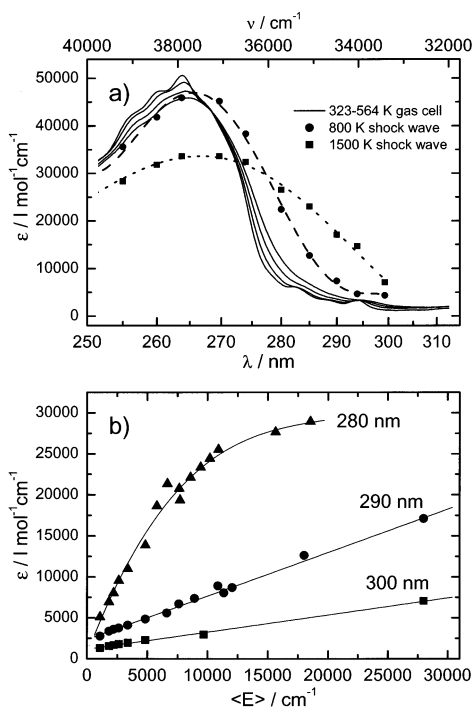 ν / cm⁻¹
40000 38000 36000 34000 32000
a)
323-564 K gas cell
800 K shock wave
1500 K shock wave
50000
40000
30000
20000
10000
0
ε / l mol⁻¹cm⁻¹
250 260 270 280 290 300 310
λ / nm
b)
280 nm
290 nm
300 nm
30000
25000
20000
15000
10000
5000
0
ε / l mol⁻¹cm⁻¹
0 5000 10000 15000 20000 25000 30000
<E> / cm⁻¹